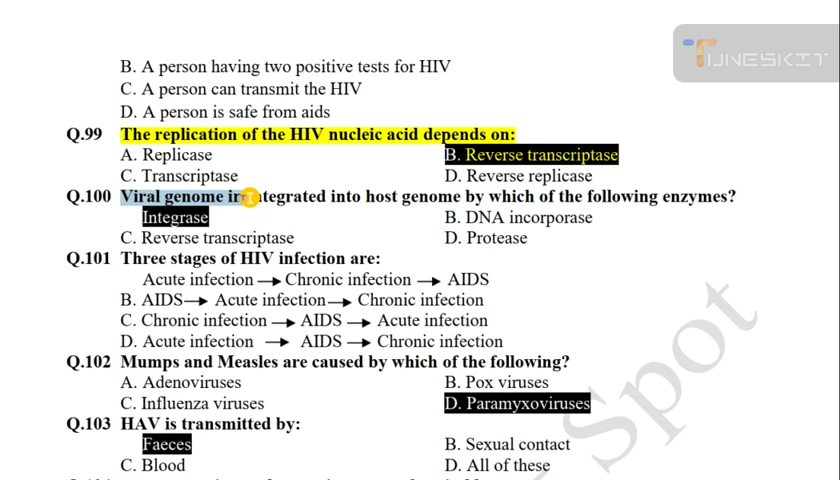 TUNESKIT
B. A person having two positive tests for HIV
C. A person can transmit the HIV
D. A person is safe from aids
Q.99 The replication of the HIV nucleic acid depends on:
A. Replicase B. Reverse transcriptase
C. Transcriptase D. Reverse replicase
Q.100 Viral genome in integrated into host genome by which of the following enzymes?
Integrase B. DNA incorporase
C. Reverse transcriptase D. Protease
Q.101 Three stages of HIV infection are:
Acute infection → Chronic infection → AIDS
B. AIDS → Acute infection → Chronic infection
C. Chronic infection → AIDS → Acute infection
D. Acute infection → AIDS → Chronic infection
Q.102 Mumps and Measles are caused by which of the following?
A. Adenoviruses B. Pox viruses
C. Influenza viruses D. Paramyxoviruses
Q.103 HAV is transmitted by:
Faeces B. Sexual contact
C. Blood D. All of these
Spot